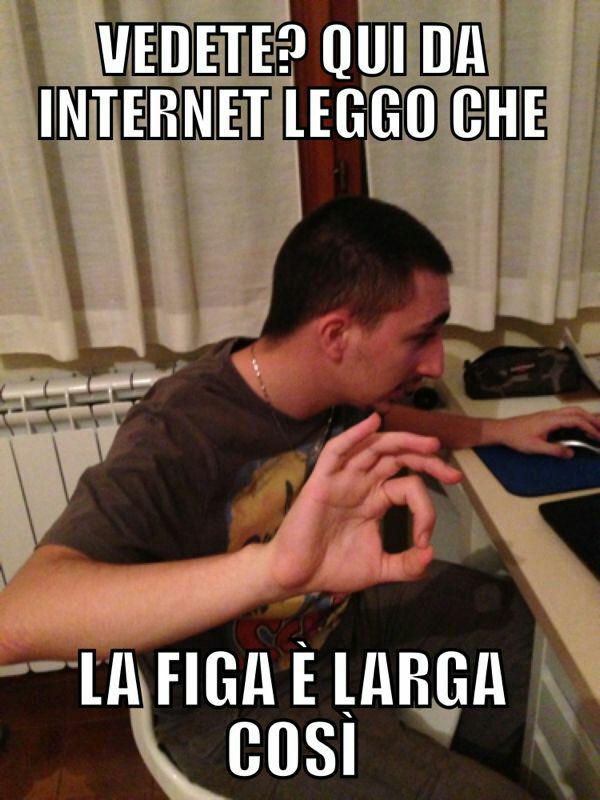 VEDETE? QUI DA
INTERNET LEGGO CHE
LA FIGA È LARGA
COSÌ